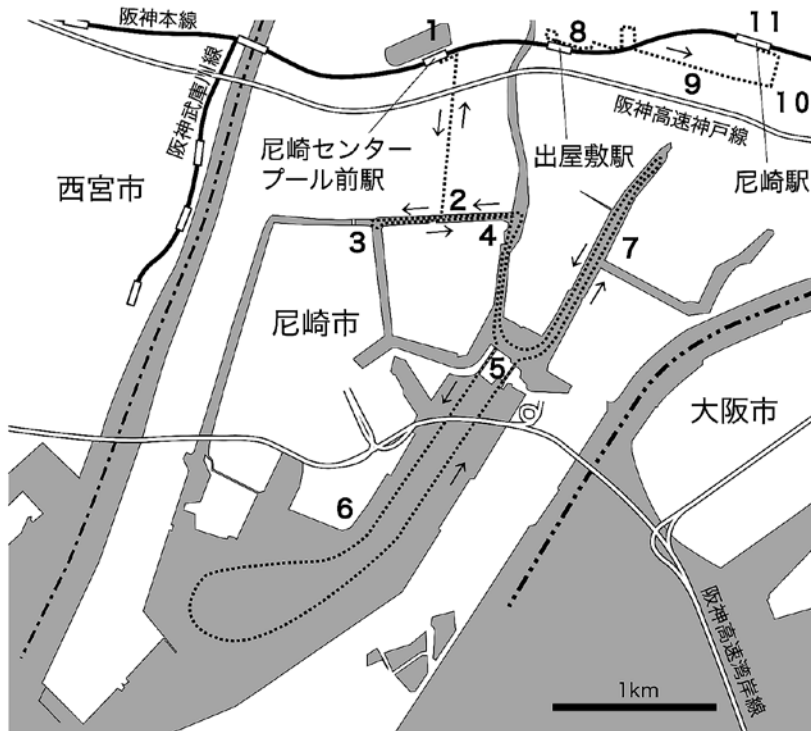 阪神本線
1
8
11
阪神武庫川線
9
10
阪神高速神戸線
尼崎センター
プール前駅
出屋敷駅
尼崎駅
西宮市
2
3
4
7
尼崎市
5
大阪市
6
阪神高速湾岸線
1km